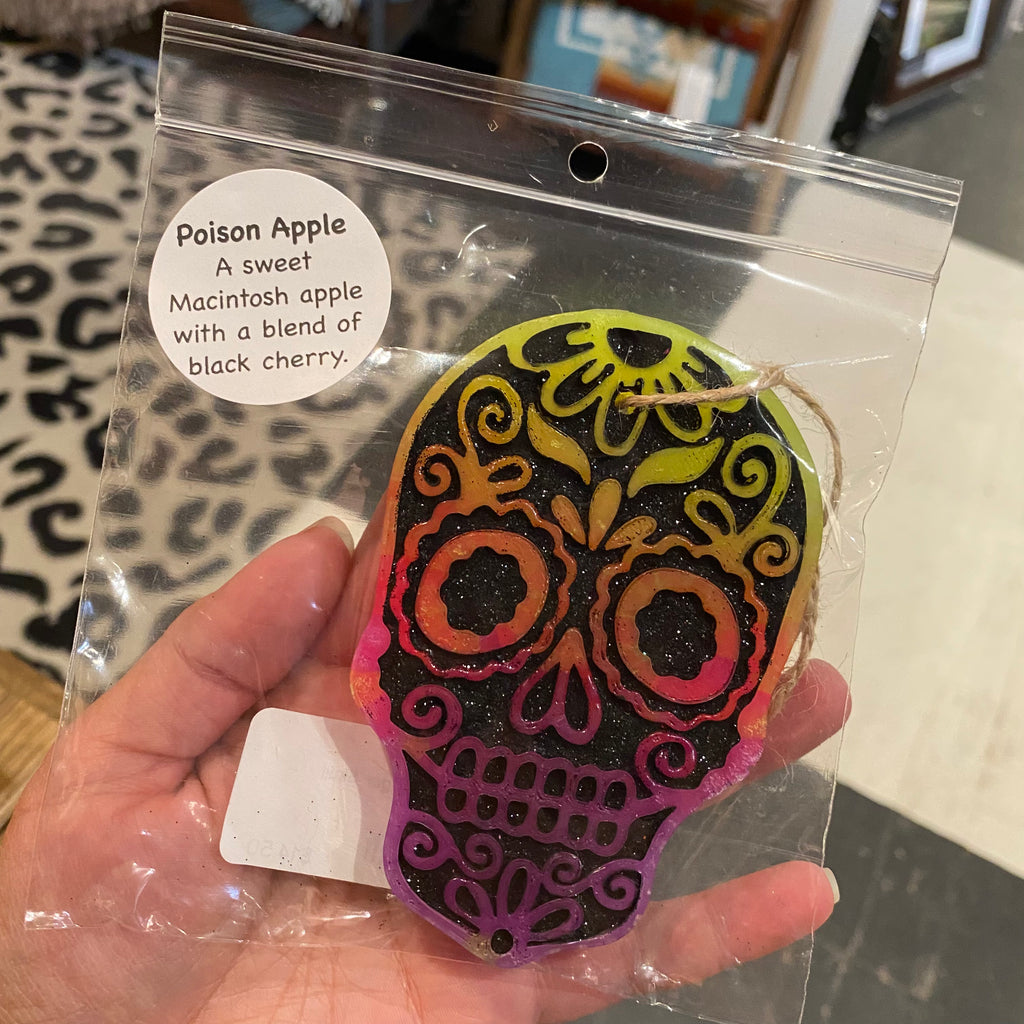 Poison Apple
A sweet
Macintosh apple
with a blend of
black cherry.